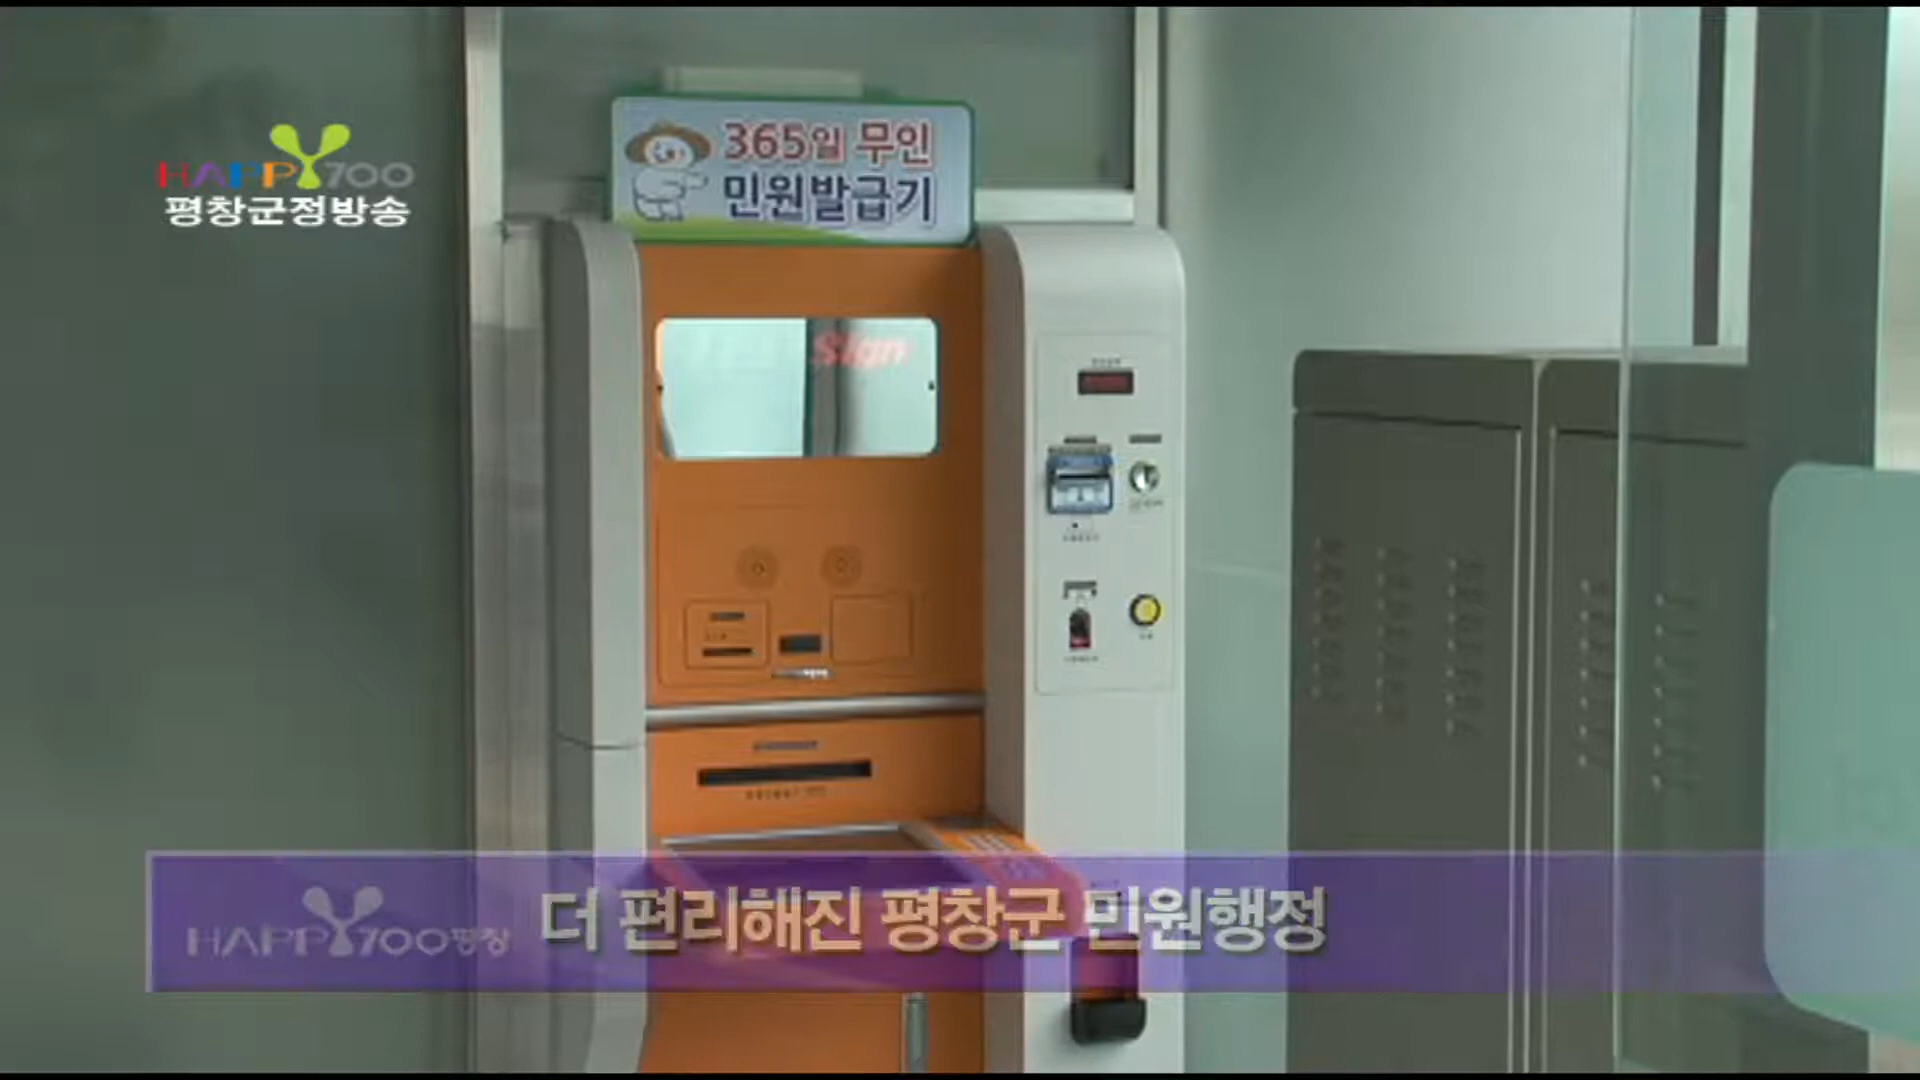 HAPPY700
평창군정방송
365일 무인
민원발급기
Sign
HAPPY700평창
더 편리해진 평창군 민원행정